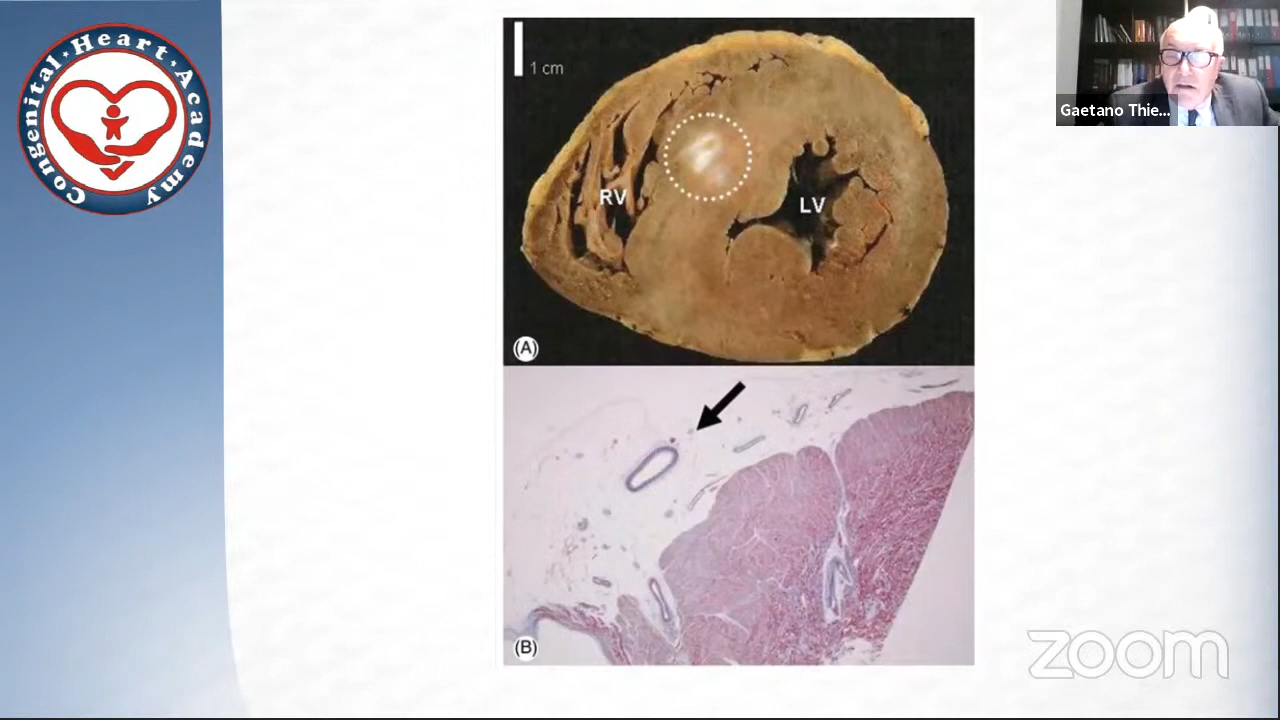 Congenital · Heart · Academy
1 cm
RV
LV
(A)
(B)
Gaetano Thie...
zoom